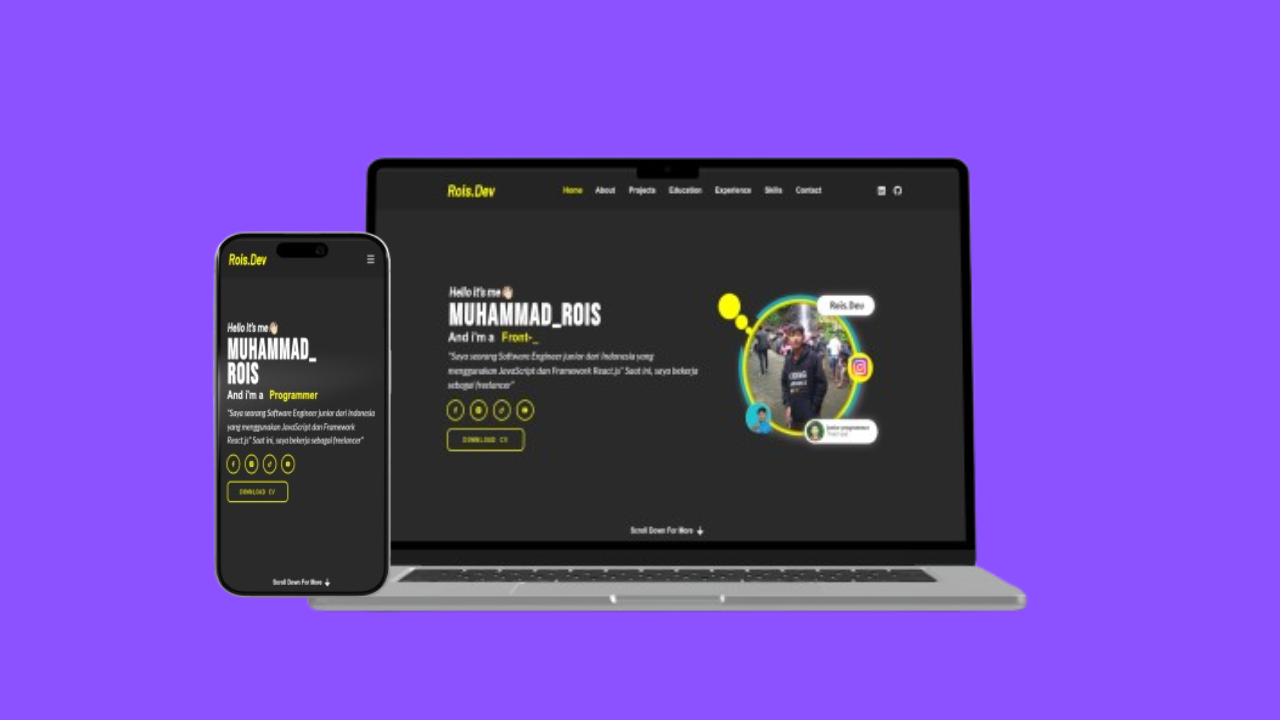 Rois.Dev
Hello it's me
MUHAMMAD_
ROIS
And i'm a Programmer
"Saya seorang Software Engineer junior dari Indonesia
yang menggunakan JavaScript dan Framework
React.js" Saat ini, saya bekerja sebagai freelancer"
DOWNLOAD CV
Scroll Down For More
Rois.Dev
Home About Projects Education Experience Skills Contact
Hello it's me
MUHAMMAD_ROIS
And i'm a Front-_
"Saya seorang Software Engineer junior dari Indonesia yang
menggunakan JavaScript dan Framework React.js" Saat ini, saya bekerja
sebagai freelancer"
DOWNLOAD CV
Rois.Dev
junior programmer
Scroll Down For More